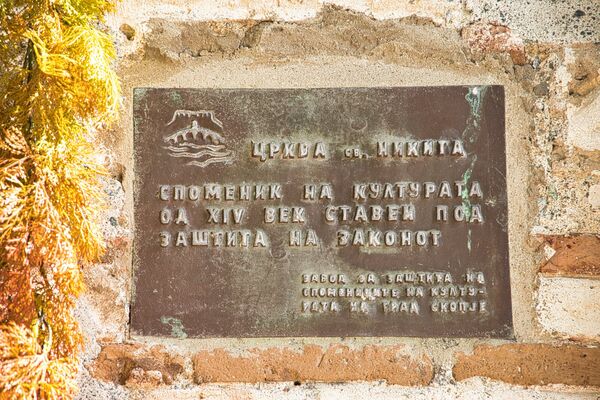 ЦРКВА св. НИКИТА
СПОМЕНИК НА КУЛТУРАТА
ОД XIV ВЕК СТАВЕН ПОД
ЗАШТИТА НА ЗАКОНОТ
ЗАВОД ЗА ЗАШТИТА НА
СПОМЕНИЦИТЕ НА КУЛТУ-
РАТА НА ГРАД СКОПЈЕ